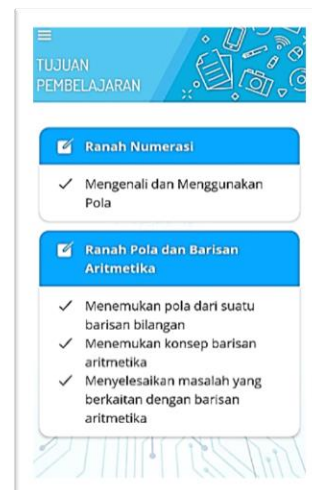 TUJUAN
PEMBELAJARAN
Ranah Numerasi
Mengenali dan Menggunakan
Pola
Ranah Pola dan Barisan
Aritmetika
Menemukan pola dari suatu
barisan bilangan
Menemukan konsep barisan
aritmetika
Menyelesaikan masalah yang
berkaitan dengan barisan
aritmetika